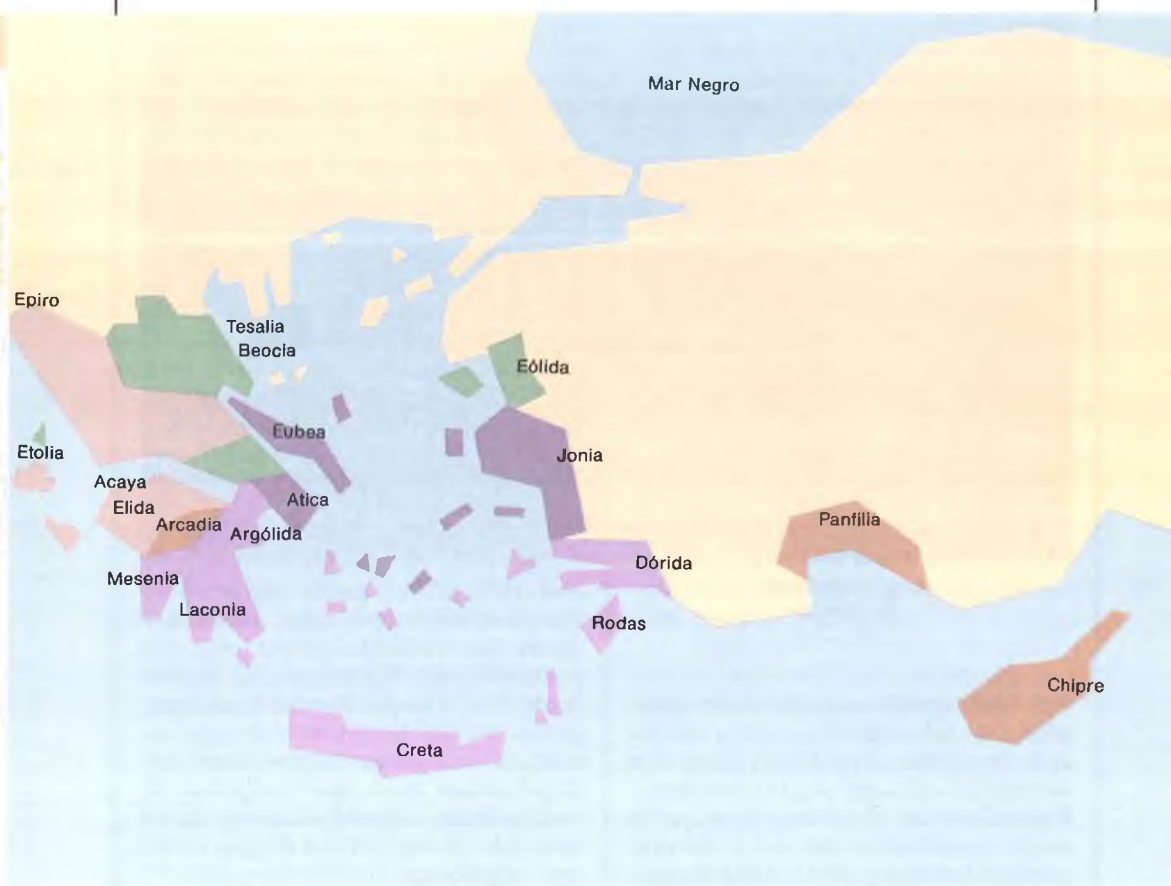 Mar Negro
Epiro
Tesalia
Beocia
Eólida
Eubea
Etolia
Jonia
Acaya
Elida
Atica
Arcadia
Argólida
Panfilia
Dórida
Mesenia
Laconia
Rodas
Chipre
Creta